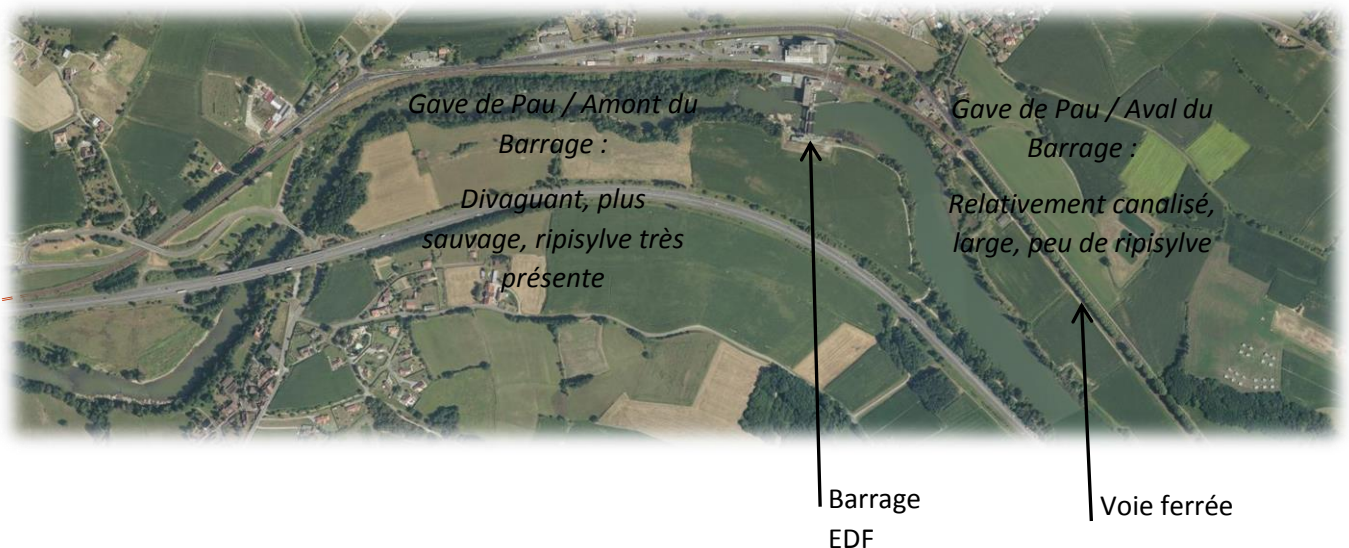 Gave de Pau / Amont du
Barrage :
Divaguant, plus
sauvage, ripisylve très
présente
Gave de Pau / Aval du
Barrage :
Relativement canalisé,
large, peu de ripisylve
Barrage
EDF
Voie ferrée